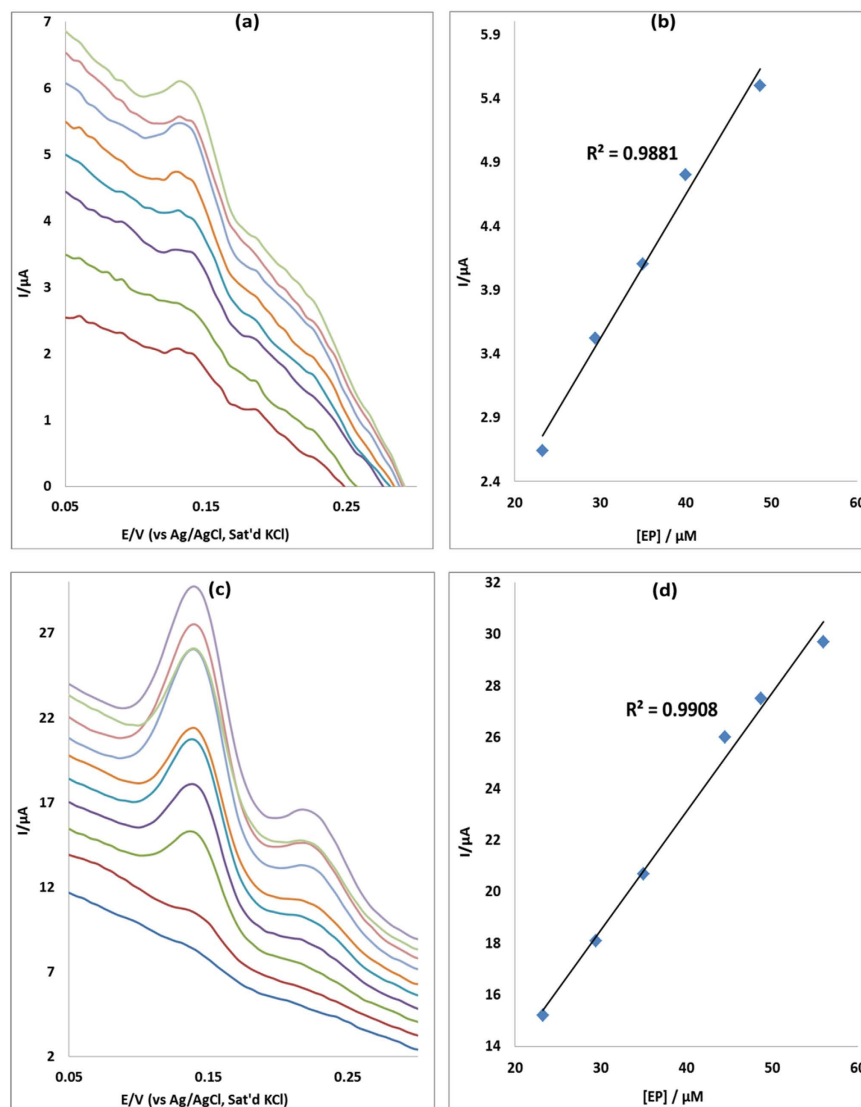 (a)
7
6
5
4
3
2
1
0
I/µA
0.05 0.15 0.25
E/V (vs Ag/AgCl, Sat'd KCl)
(b)
5.9
5.4
4.9
4.4
3.9
3.4
2.9
2.4
I/µA
R² = 0.9881
20 30 40 50 60
[EP] / µM
(c)
27
22
17
12
7
2
I/µA
0.05 0.15 0.25
E/V (vs Ag/AgCl, Sat'd KCl)
(d)
32
30
28
26
24
22
20
18
16
14
I/µA
R² = 0.9908
20 30 40 50 60
[EP] / µM